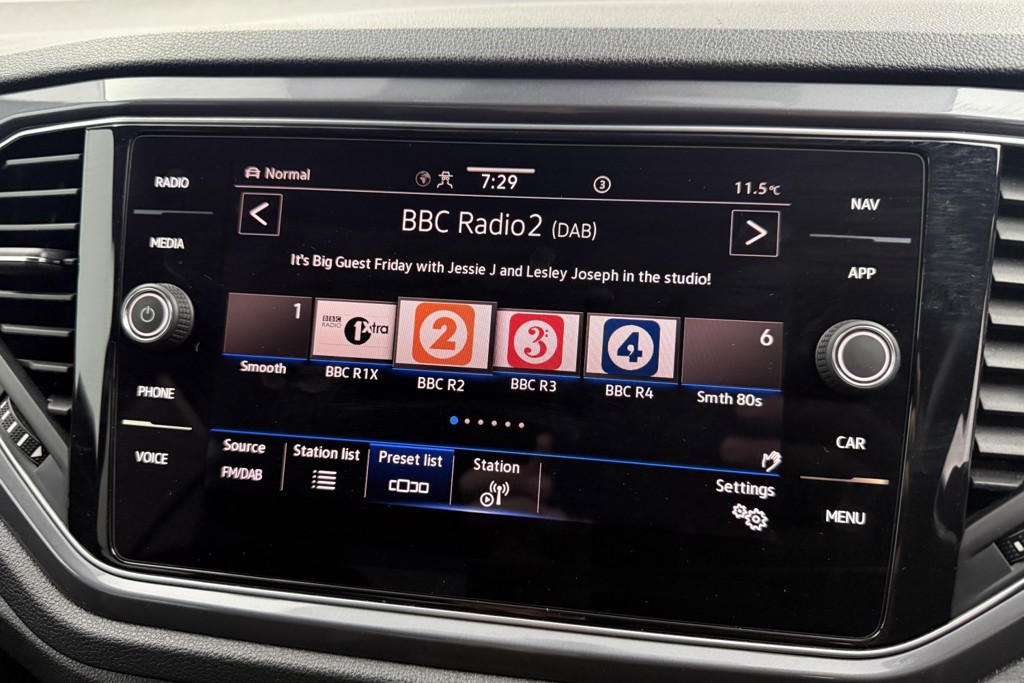 RADIO
MEDIA
PHONE
VOICE
NAV
APP
CAR
MENU
Normal
7:29
3
11.5°C
< BBC Radio2 (DAB) >
It's Big Guest Friday with Jessie J and Lesley Joseph in the studio!
1
BBC RADIO 1Xtra
2
3
4
6
Smooth
BBC R1X
BBC R2
BBC R3
BBC R4
Smth 80s
Source
FM/DAB
Station list
Preset list
Station
Settings